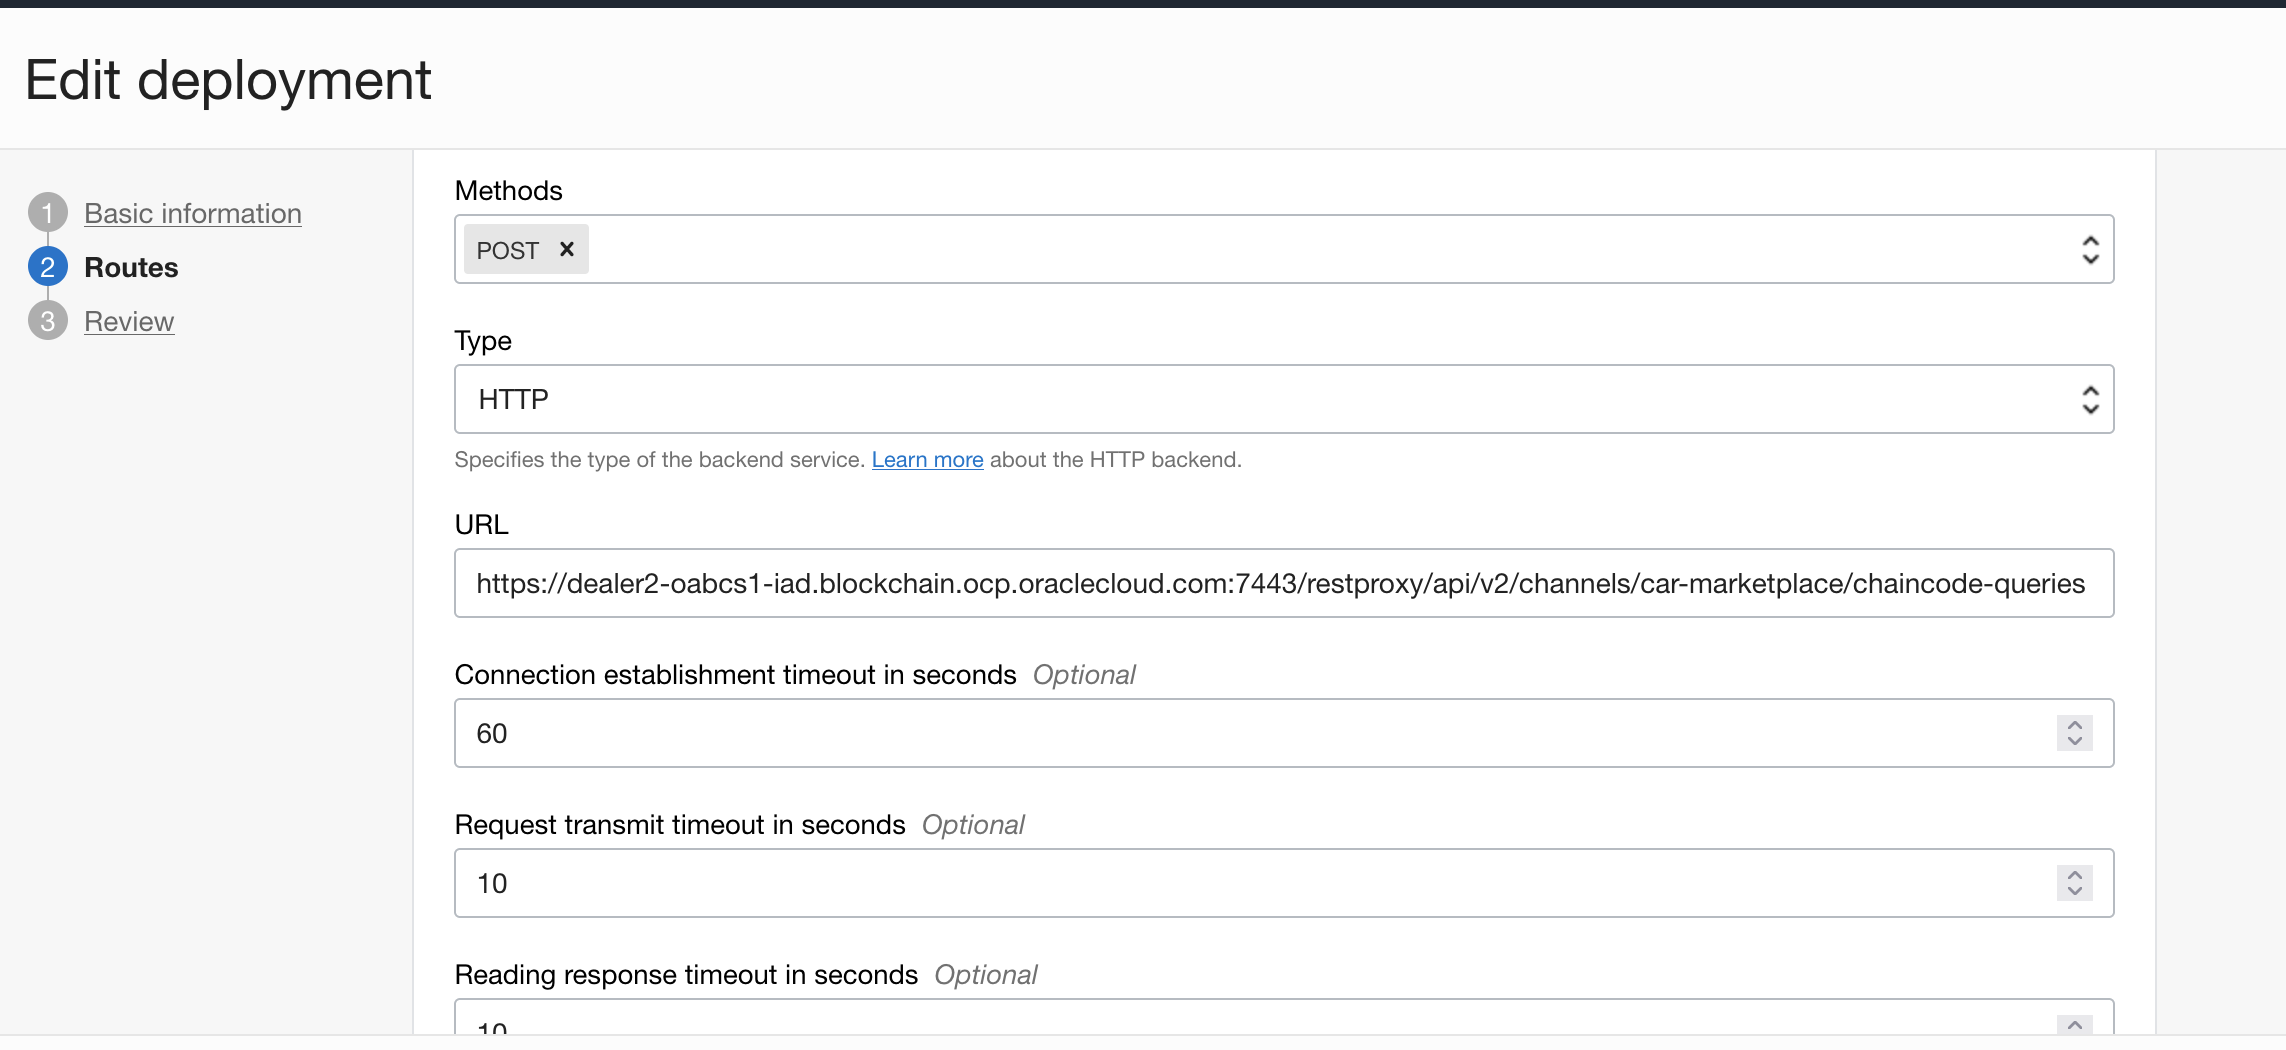 Edit deployment
1 Basic information
2 Routes
3 Review
Methods
POST ×
Type
HTTP
Specifies the type of the backend service. Learn more about the HTTP backend.
URL
https://dealer2-oabcs1-iad.blockchain.ocp.oraclecloud.com:7443/restproxy/api/v2/channels/car-marketplace/chaincode-queries
Connection establishment timeout in seconds Optional
60
Request transmit timeout in seconds Optional
10
Reading response timeout in seconds Optional
10